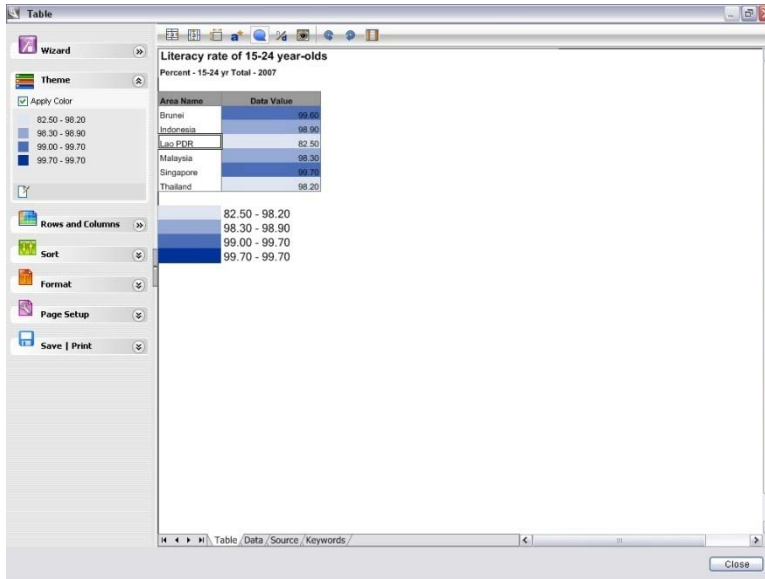 Table
Wizard
Theme
Apply Color
82.50 - 98.20
98.30 - 98.90
99.00 - 99.70
99.70 - 99.70
Rows and Columns
Sort
Format
Page Setup
Save | Print
Literacy rate of 15-24 year-olds
Percent - 15-24 yr Total - 2007
Area Name Data Value
Brunei 99.60
Indonesia 98.90
Lao PDR 82.50
Malaysia 98.30
Singapore 99.70
Thailand 98.20
82.50 - 98.20
98.30 - 98.90
99.00 - 99.70
99.70 - 99.70
Table / Data / Source / Keywords /
Close